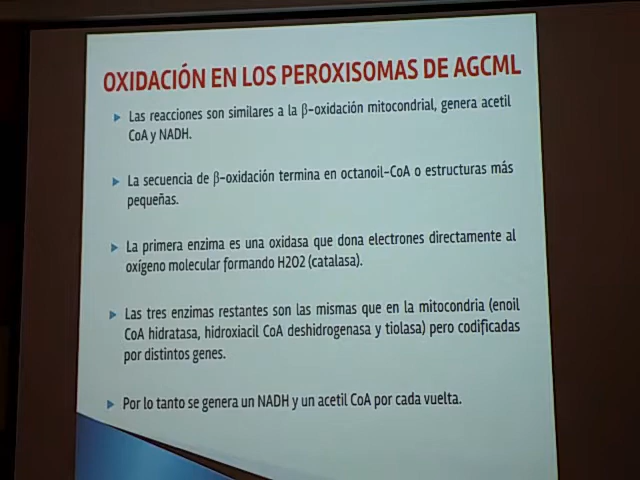 OXIDACIÓN EN LOS PEROXISOMAS DE AGCML
Las reacciones son similares a la β-oxidación mitocondrial, genera acetil
CoA y NADH.
La secuencia de β-oxidación termina en octanoil-CoA o estructuras más
pequeñas.
La primera enzima es una oxidasa que dona electrones directamente al
oxígeno molecular formando H2O2 (catalasa).
Las tres enzimas restantes son las mismas que en la mitocondria (enoil
CoA hidratasa, hidroxiacil CoA deshidrogenasa y tiolasa) pero codificadas
por distintos genes.
Por lo tanto se genera un NADH y un acetil CoA por cada vuelta.